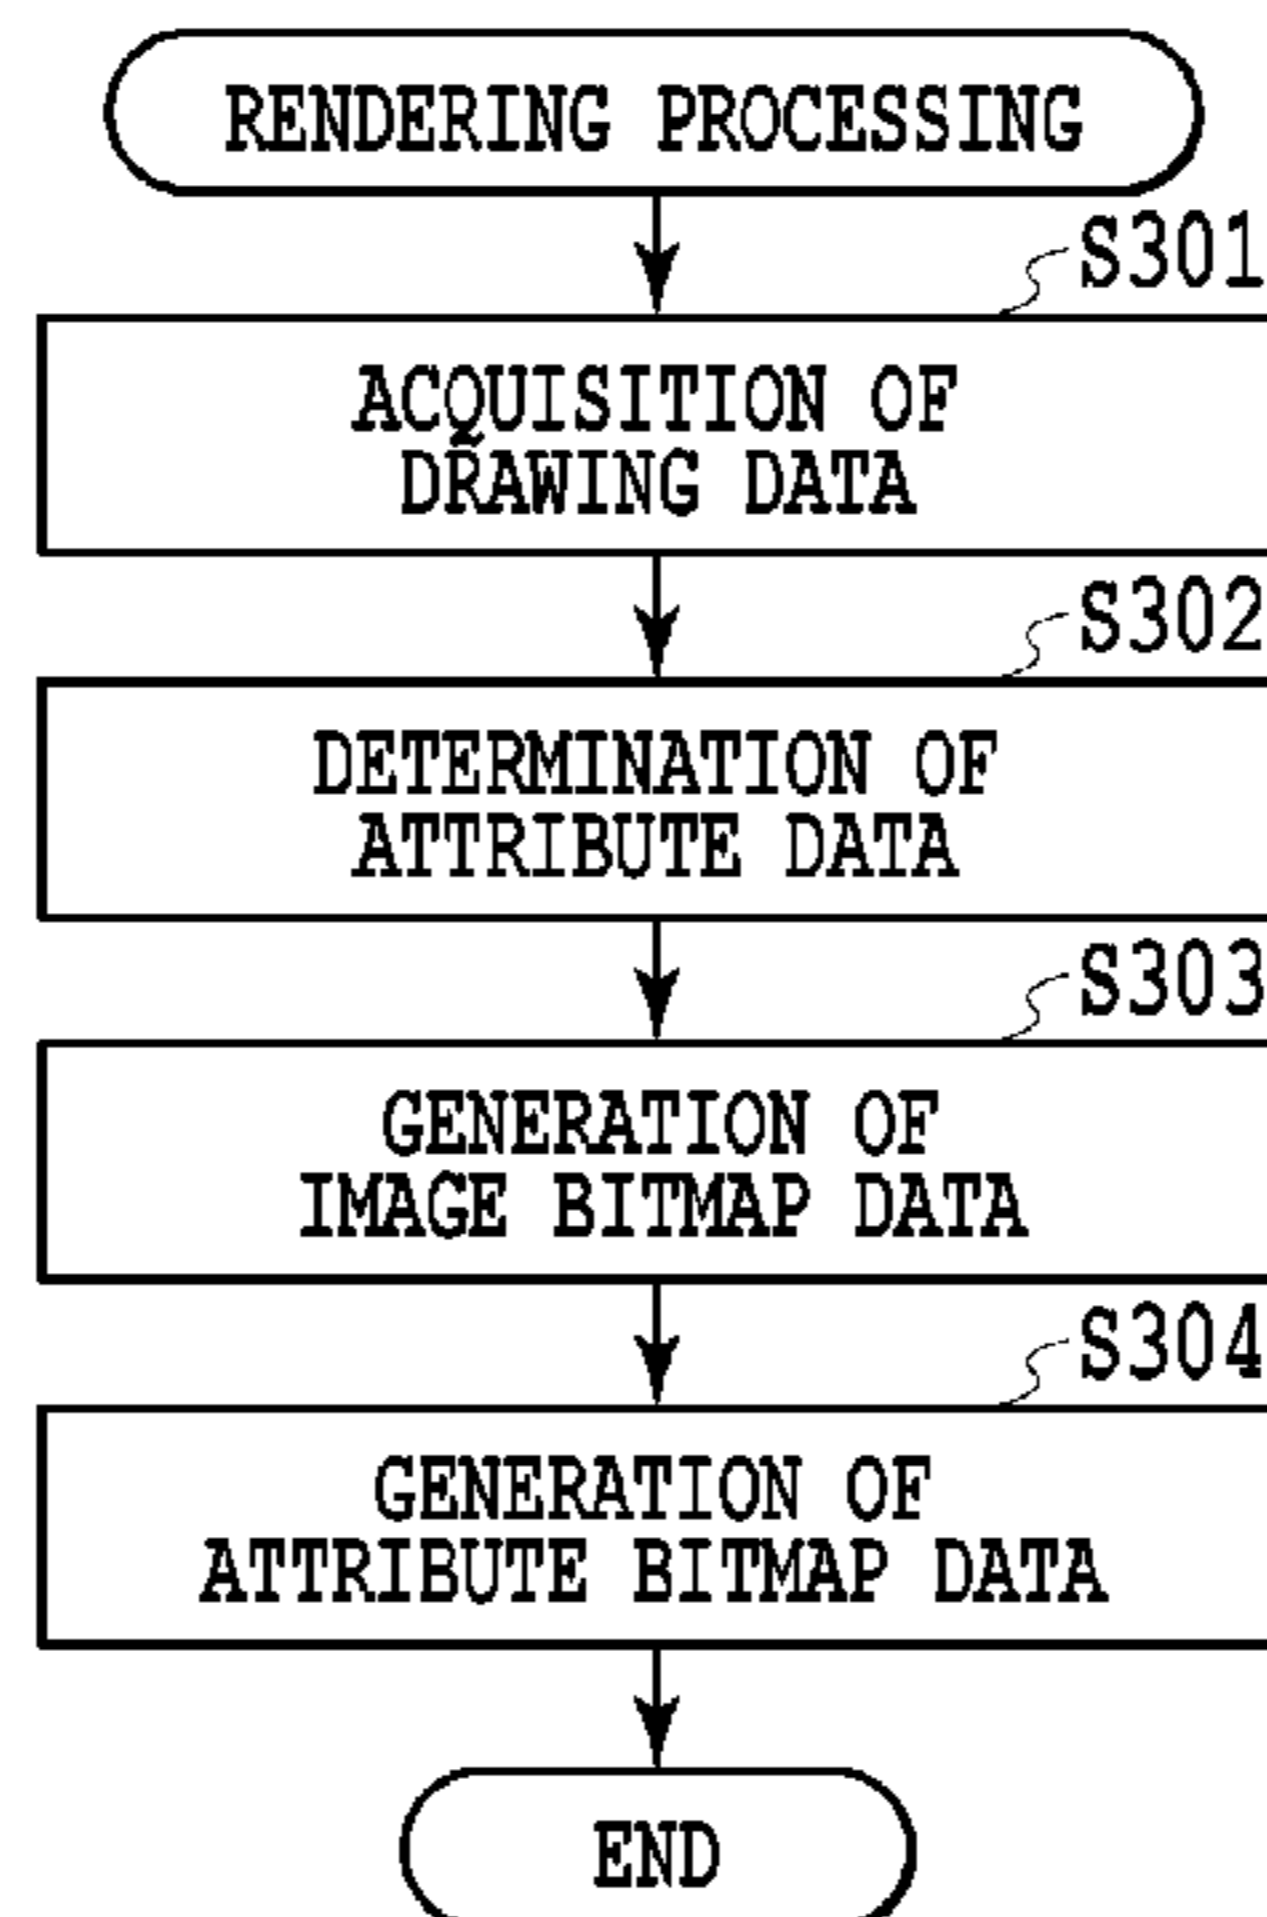 RENDERING PROCESSING
S301
ACQUISITION OF
DRAWING DATA
S302
DETERMINATION OF
ATTRIBUTE DATA
S303
GENERATION OF
IMAGE BITMAP DATA
S304
GENERATION OF
ATTRIBUTE BITMAP DATA
END